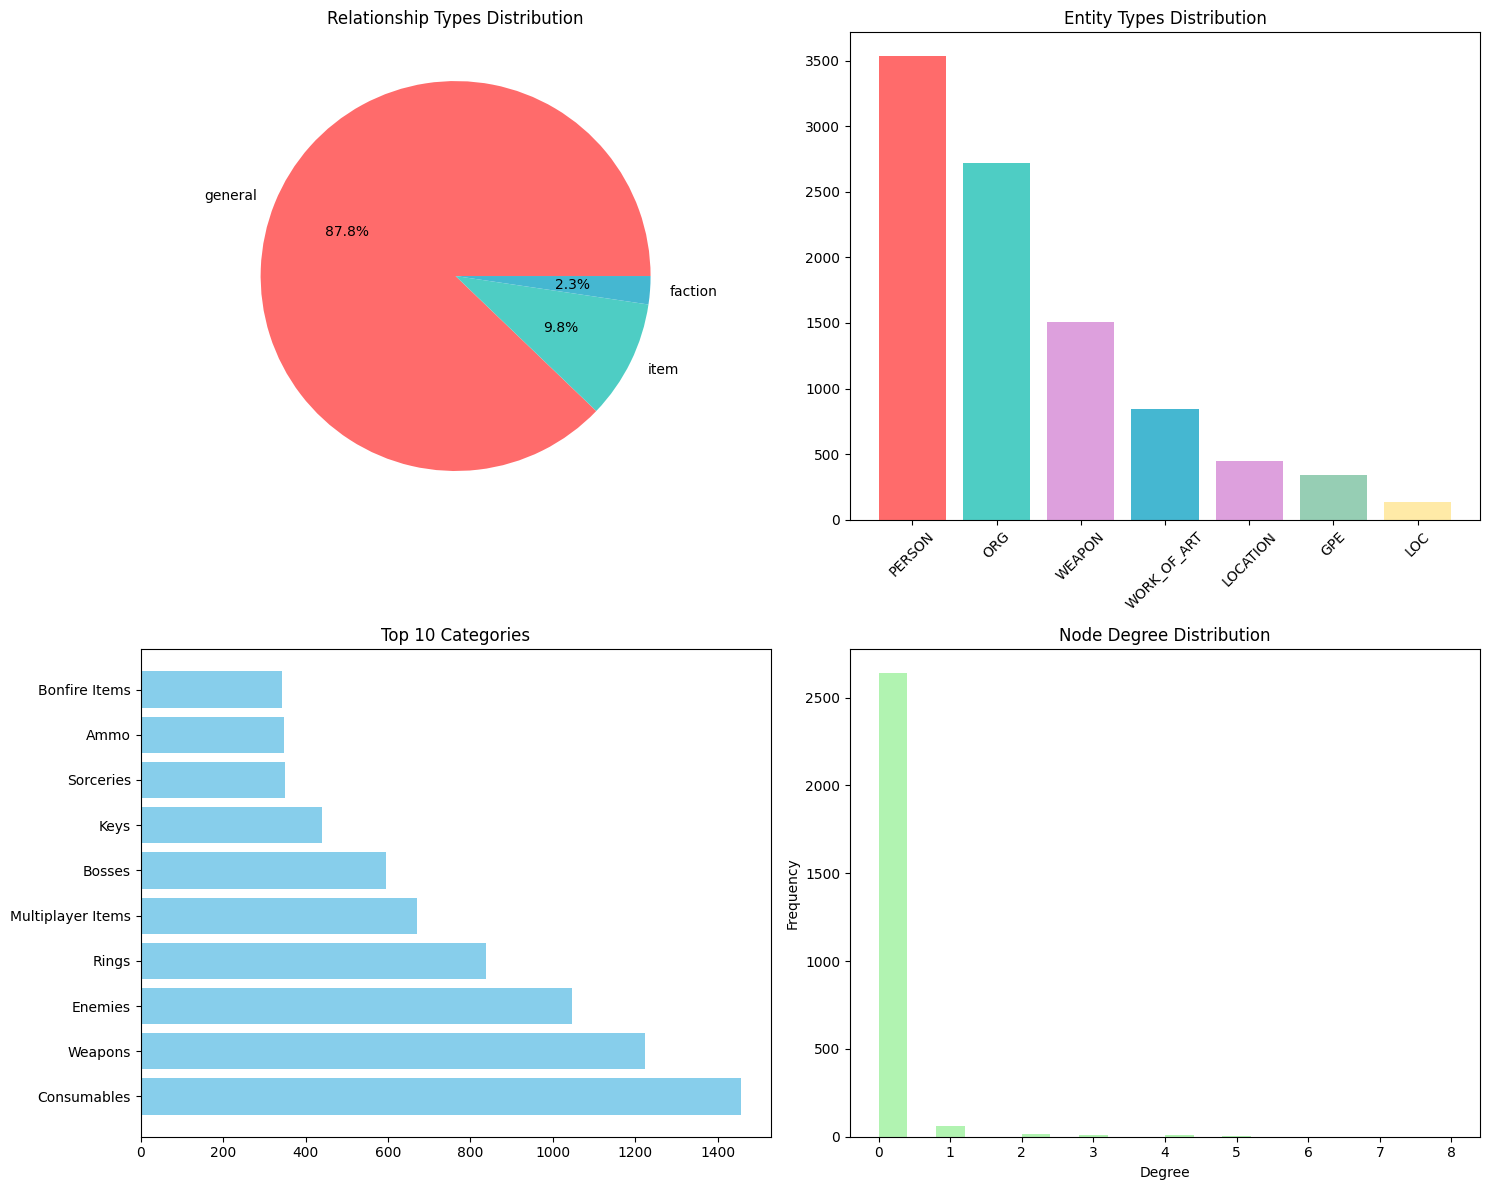 Relationship Types Distribution
general
87.8%
2.3%
faction
9.8%
item
Entity Types Distribution
3500
3000
2500
2000
1500
1000
500
0
PERSON
ORG
WEAPON
WORK_OF_ART
LOCATION
GPE
LOC
Top 10 Categories
Bonfire Items
Ammo
Sorceries
Keys
Bosses
Multiplayer Items
Rings
Enemies
Weapons
Consumables
0 200 400 600 800 1000 1200 1400
Node Degree Distribution
Frequency
2500
2000
1500
1000
500
0
0 1 2 3 4 5 6 7 8
Degree